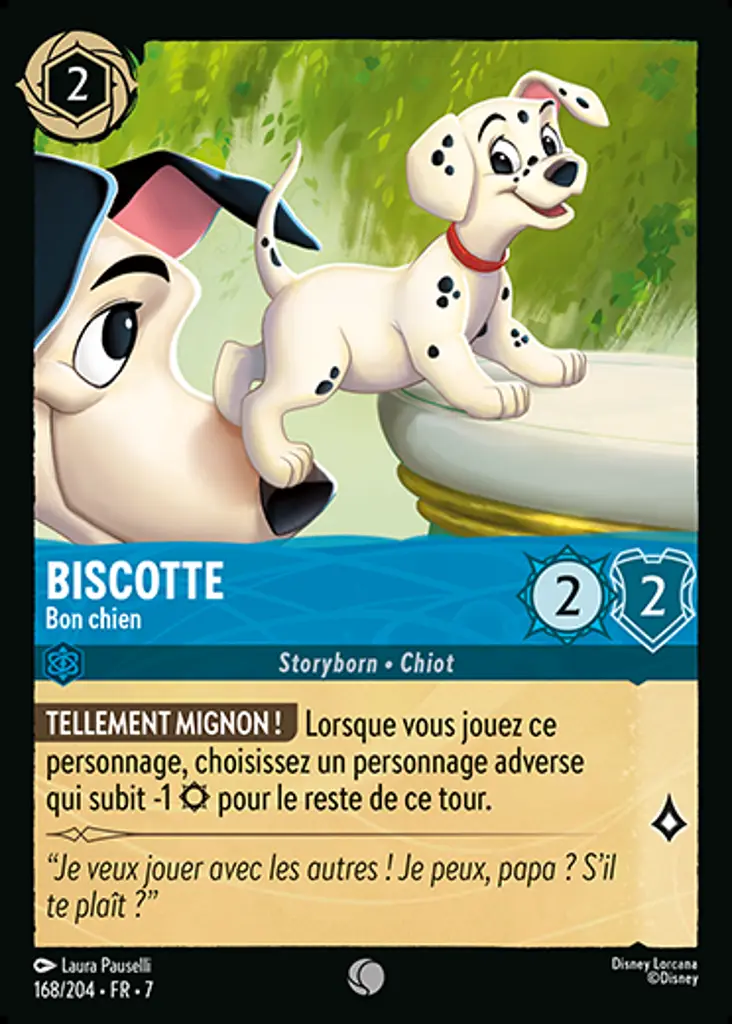 2
BISCOTTE
Bon chien
2
2
Storyborn • Chiot
TELLEMENT MIGNON ! Lorsque vous jouez ce
personnage, choisissez un personnage adverse
qui subit -1 pour le reste de ce tour.
“Je veux jouer avec les autres ! Je peux, papa ? S’il
te plaît ?”
Laura Pauselli
168/204 • FR • 7
Disney Lorcana
©Disney